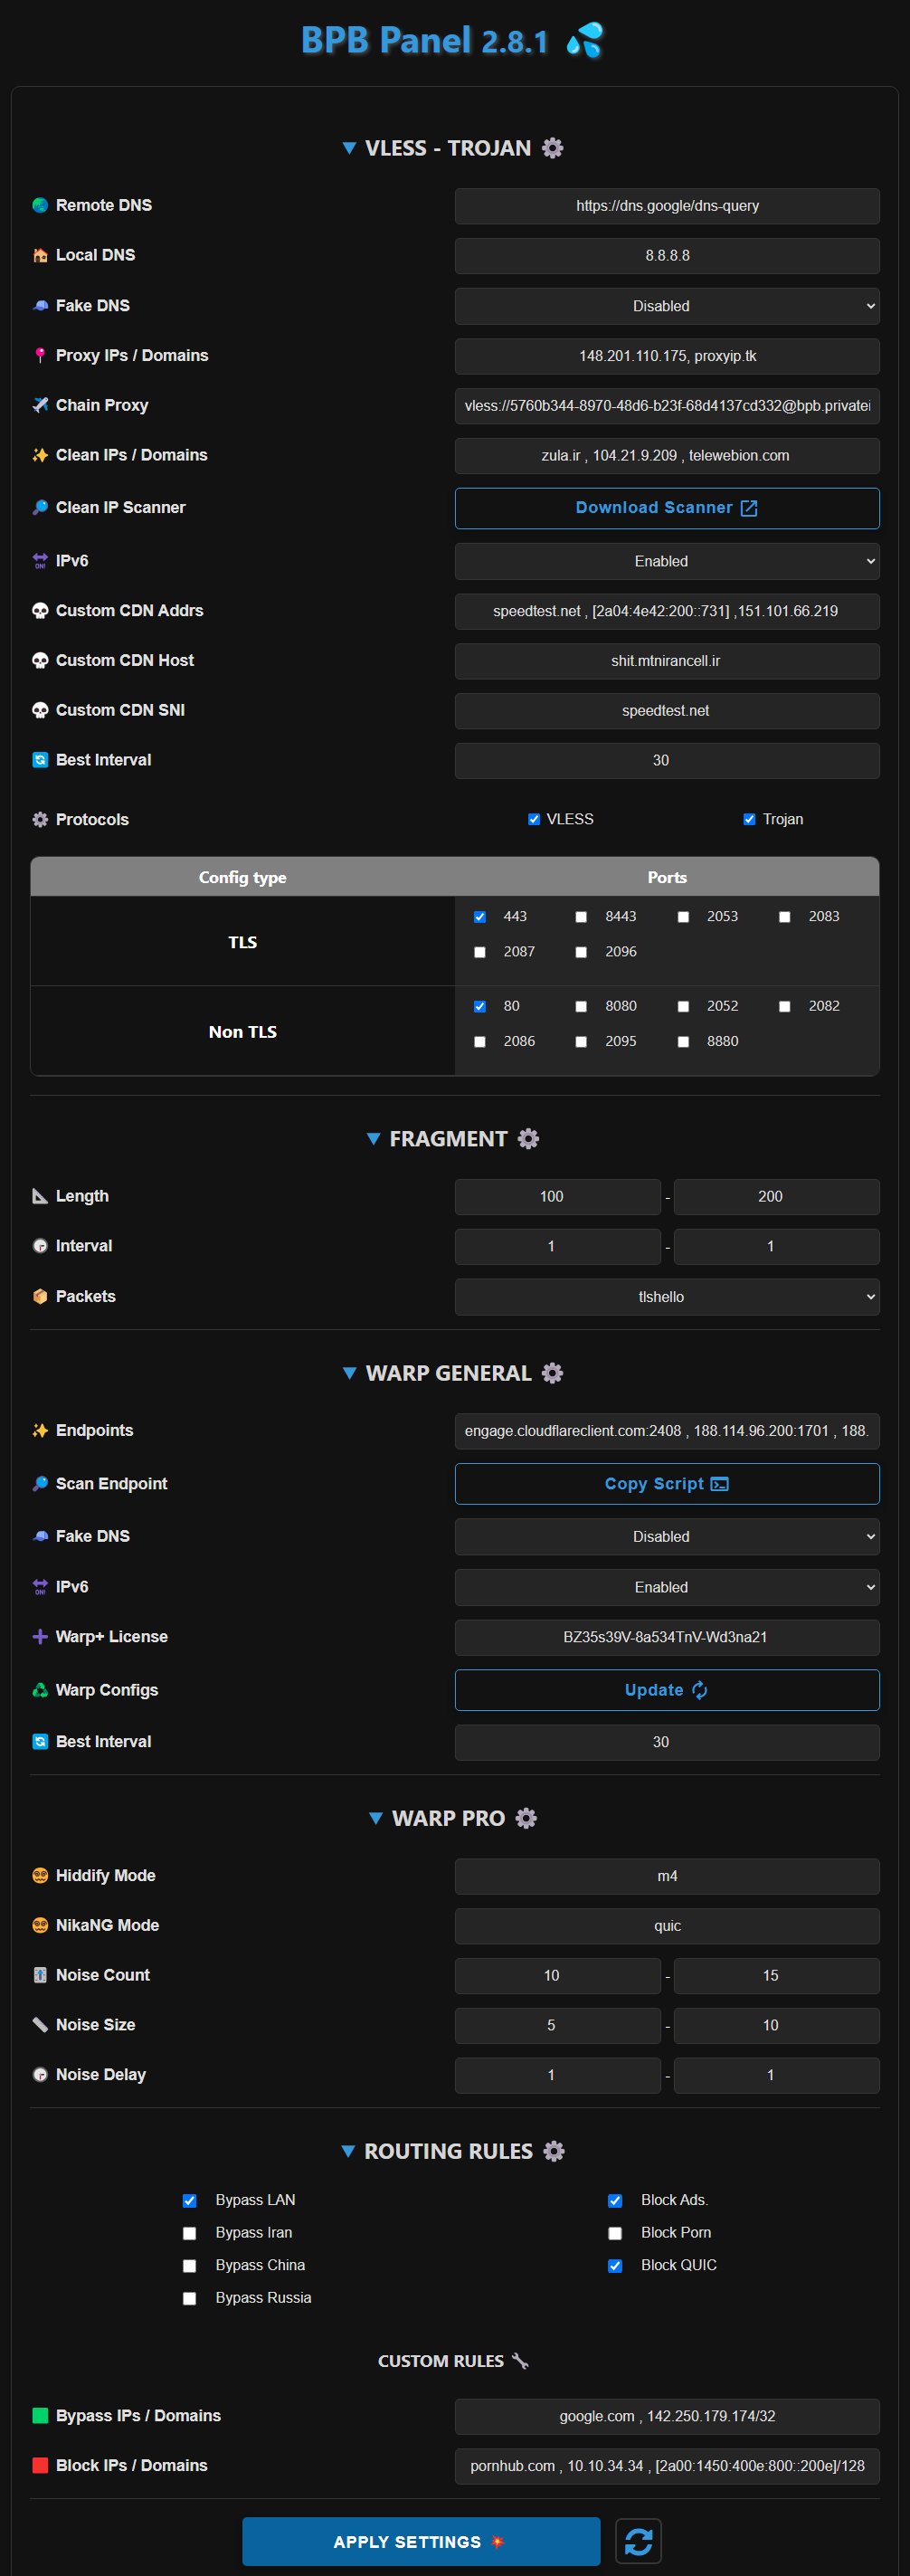 BPB Panel 2.8.1 💦
▼ VLESS - TROJAN ⚙️
Remote DNS https://dns.google/dns-query
Local DNS 8.8.8.8
Fake DNS Disabled
Proxy IPs / Domains 148.201.110.175, proxyip.tk
Chain Proxy vless://5760b344-8970-48d6-b23f-68d4137cd332@bpb.privatei
Clean IPs / Domains zula.ir , 104.21.9.209 , telewebion.com
Clean IP Scanner Download Scanner
IPv6 Enabled
Custom CDN Addrs speedtest.net , [2a04:4e42:200::731] ,151.101.66.219
Custom CDN Host shit.mtnirancell.ir
Custom CDN SNI speedtest.net
Best Interval 30
Protocols VLESS Trojan
Config type Ports
443 8443 2053 2083
TLS
2087 2096
80 8080 2052 2082
Non TLS
2086 2095 8880
▼ FRAGMENT ⚙️
Length 100 - 200
Interval 1 - 1
Packets tlshello
▼ WARP GENERAL ⚙️
Endpoints engage.cloudflareclient.com:2408 , 188.114.96.200:1701 , 188.
Scan Endpoint Copy Script
Fake DNS Disabled
IPv6 Enabled
Warp+ License BZ35s39V-8a534TnV-Wd3na21
Warp Configs Update
Best Interval 30
▼ WARP PRO ⚙️
Hiddify Mode m4
NikaNG Mode quic
Noise Count 10 - 15
Noise Size 5 - 10
Noise Delay 1 - 1
▼ ROUTING RULES ⚙️
Bypass LAN Block Ads.
Bypass Iran Block Porn
Bypass China Block QUIC
Bypass Russia
CUSTOM RULES 🔧
Bypass IPs / Domains google.com , 142.250.179.174/32
Block IPs / Domains pornhub.com , 10.10.34.34 , [2a00:1450:400e:800::200e]/128
APPLY SETTINGS 💥